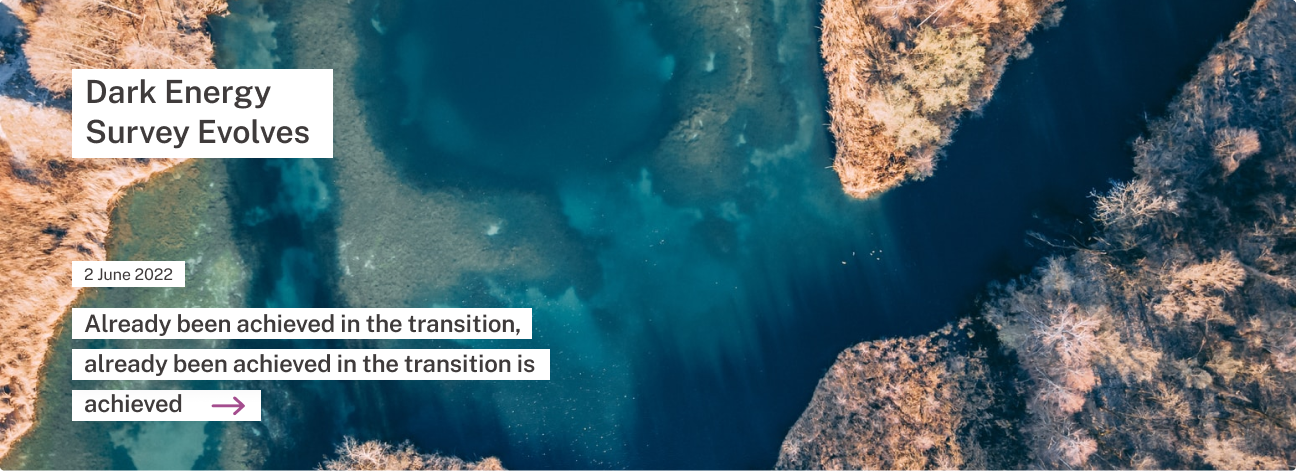 Dark Energy
Survey Evolves
2 June 2022
Already been achieved in the transition,
already been achieved in the transition is
achieved